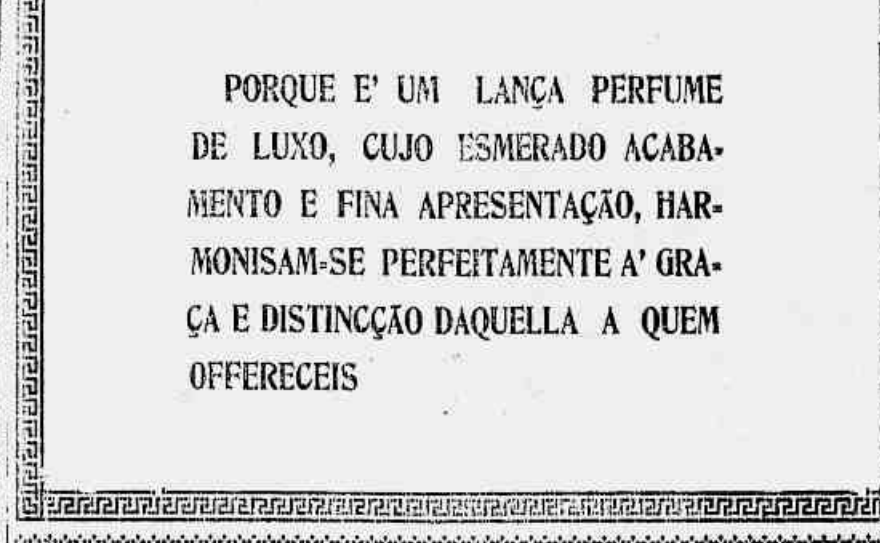 PORQUE E' UM LANÇA PERFUME
DE LUXO, CUJO ESMERADO ACABA-
MENTO E FINA APRESENTAÇÃO, HAR-
MONISAM-SE PERFEITAMENTE A' GRA-
ÇA E DISTINCÇÃO DAQUELLA A QUEM
OFFERECEIS